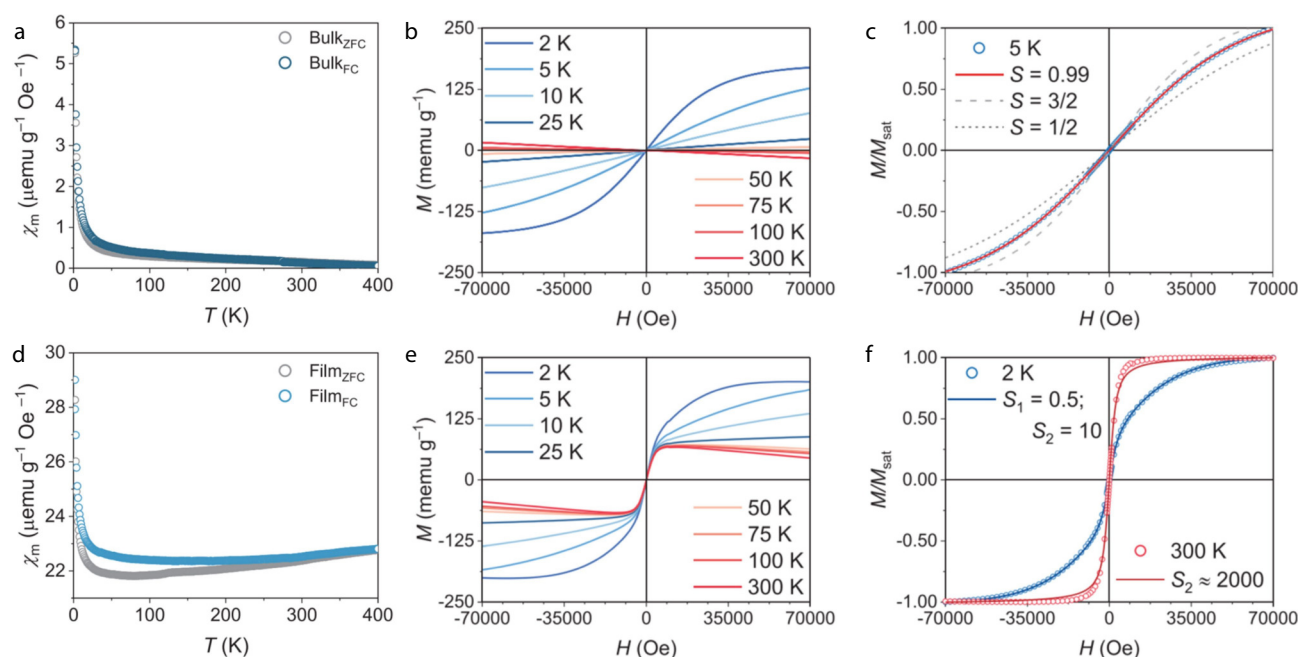 a
6
5
4
3
2
1
0
χm (μemu g⁻¹ Oe⁻¹)
Bulk_ZFC
Bulk_FC
0 100 200 300 400
T (K)
b
250
125
0
-125
-250
M (memu g⁻¹)
2 K
5 K
10 K
25 K
50 K
75 K
100 K
300 K
-70000 -35000 0 35000 70000
H (Oe)
c
1.00
0.50
0.00
-0.50
-1.00
M/Msat
5 K
S = 0.99
S = 3/2
S = 1/2
-70000 -35000 0 35000 70000
H (Oe)
d
30
28
26
24
22
χm (μemu g⁻¹ Oe⁻¹)
Film_ZFC
Film_FC
0 100 200 300 400
T (K)
e
250
125
0
-125
-250
M (memu g⁻¹)
2 K
5 K
10 K
25 K
50 K
75 K
100 K
300 K
-70000 -35000 0 35000 70000
H (Oe)
f
1.00
0.50
0.00
-0.50
-1.00
M/Msat
2 K
S₁ = 0.5;
S₂ = 10
300 K
S₂ ≈ 2000
-70000 -35000 0 35000 70000
H (Oe)